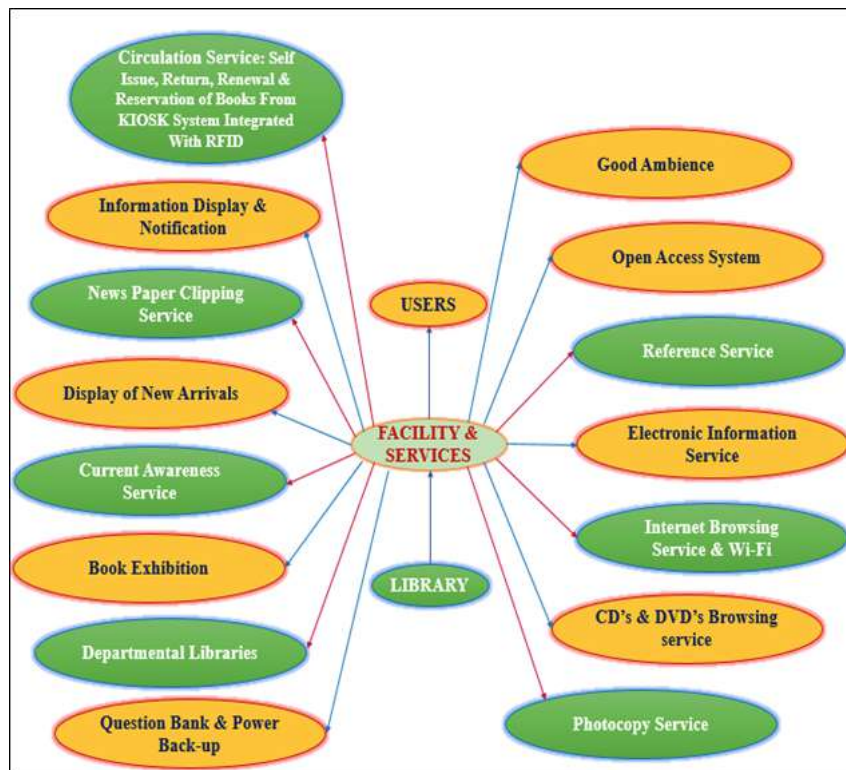 Circulation Service: Self
Issue, Return, Renewal &
Reservation of Books From
KIOSK System Integrated
With RFID
Information Display &
Notification
News Paper Clipping
Service
Display of New Arrivals
Current Awareness
Service
Book Exhibition
Departmental Libraries
Question Bank & Power
Back-up
USERS
FACILITY &
SERVICES
LIBRARY
Good Ambience
Open Access System
Reference Service
Electronic Information
Service
Internet Browsing
Service & Wi-Fi
CD's & DVD's Browsing
service
Photocopy Service